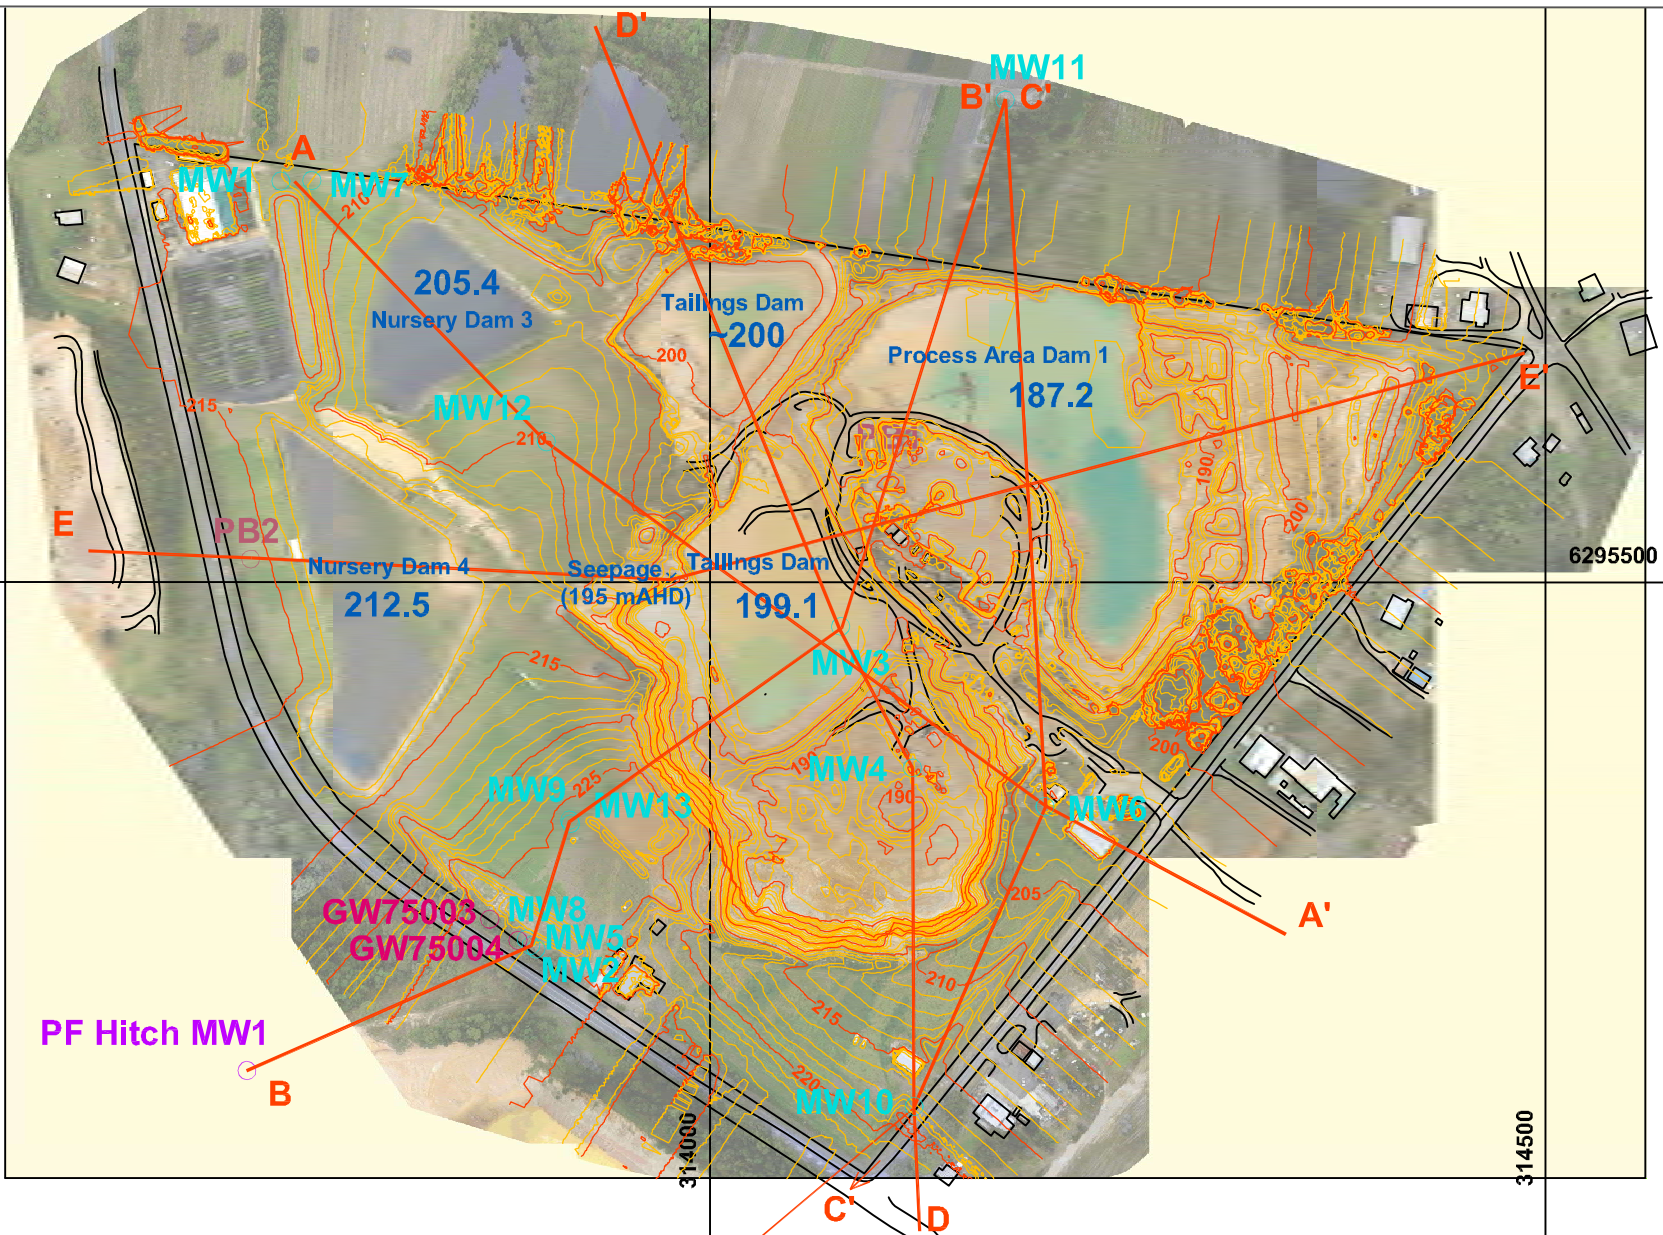 D'
MW11
B' C'
A
MW1
MW7
210
205.4
Nursery Dam 3
Tailings Dam
~200
200
Process Area Dam 1
187.2
E'
215
MW12
210
190
200
E
PB2
Nursery Dam 4
212.5
Seepage
(195 mAHD)
Tailings Dam
199.1
6295500
215
MW3
200
MW9
225
MW13
190
MW4
190
MW6
205
A'
GW75003
MW8
GW75004
MW5
MW2
210
215
PF Hitch MW1
B
220
MW10
314000
314500
C'
D